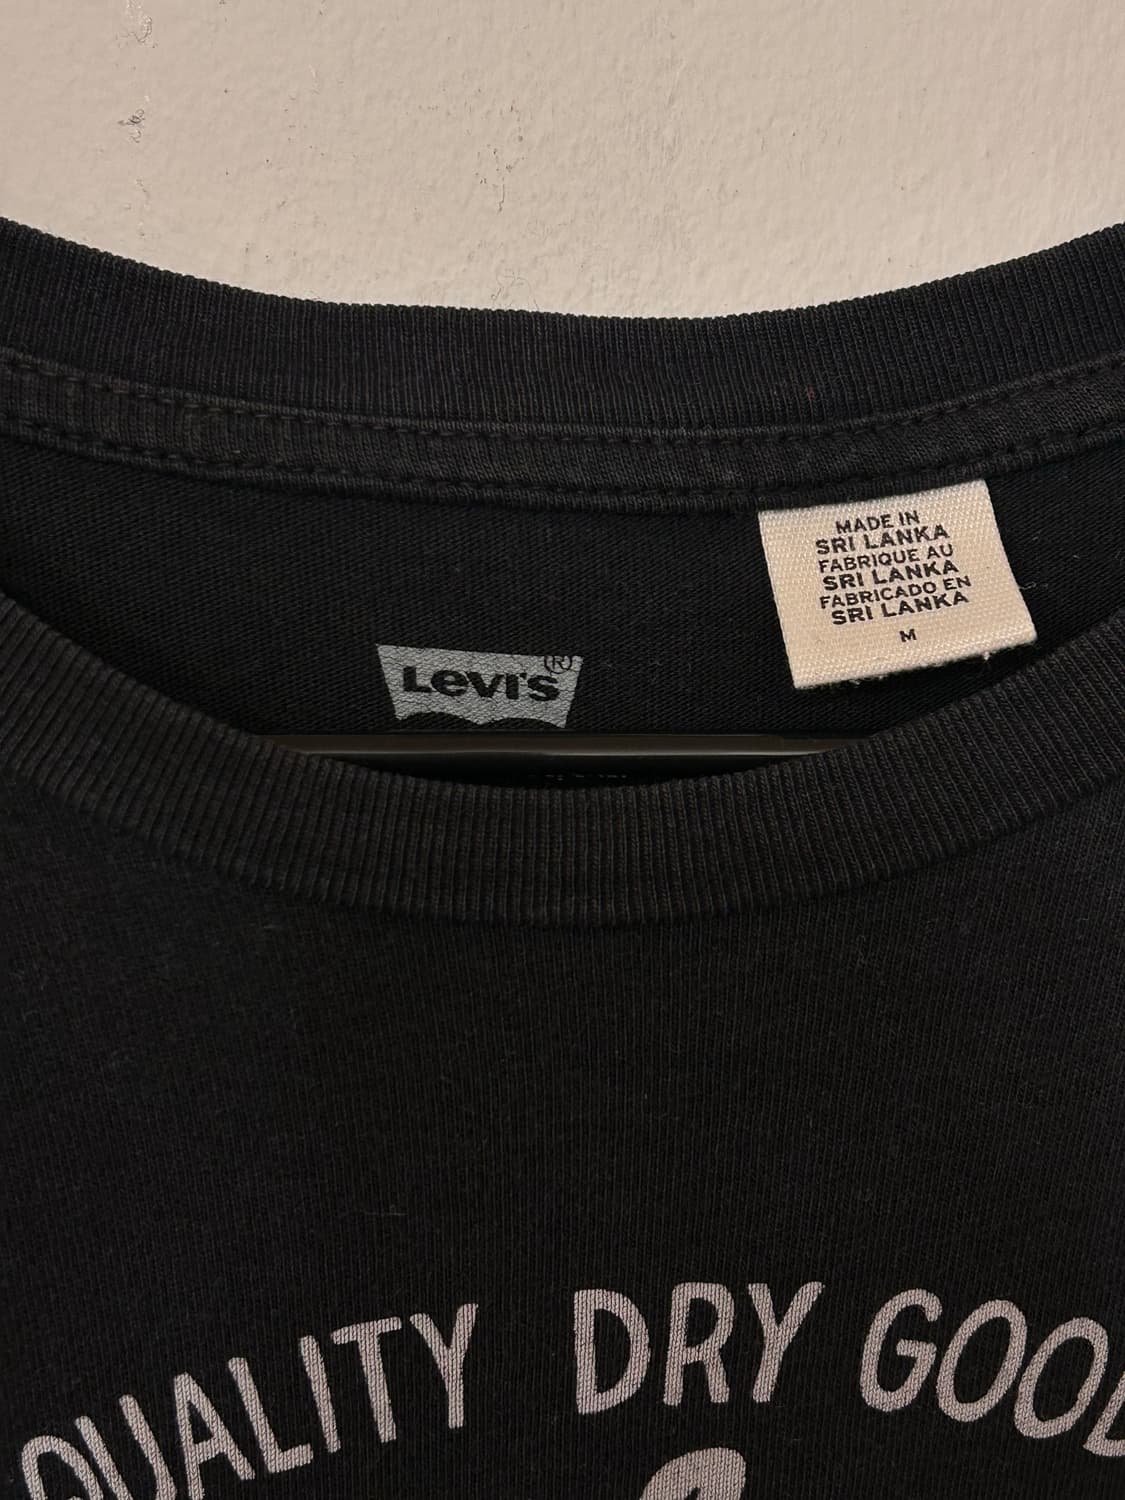 MADE IN
SRI LANKA
FABRIQUE AU
SRI LANKA
FABRICADO EN
SRI LANKA
M
Levi's ®
QUALITY DRY GOOD